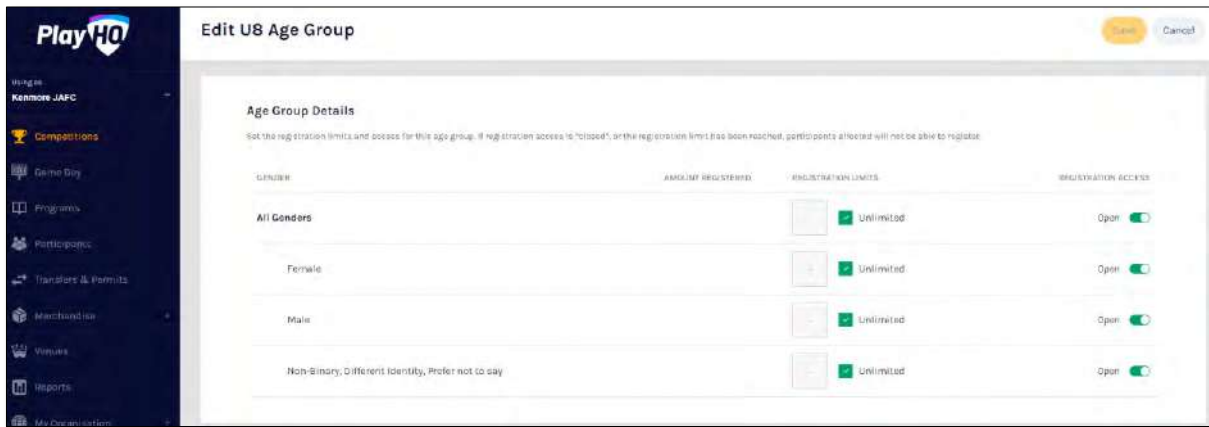 PlayHQ
Edit U8 Age Group
Save
Cancel
Using as
Kenmore JAFC
Competitions
Game Day
Programs
Participants
Transfers & Permits
Merchandise
Venues
Reports
My Organisation
Age Group Details
Set the registration limits and access for this age group. If registration access is "closed", or the registration limit has been reached, participants affected will not be able to register.
GENDER AMOUNT REGISTERED REGISTRATION LIMITS REGISTRATION ACCESS
All Genders Unlimited Open
Female Unlimited Open
Male Unlimited Open
Non-Binary, Different Identity, Prefer not to say Unlimited Open